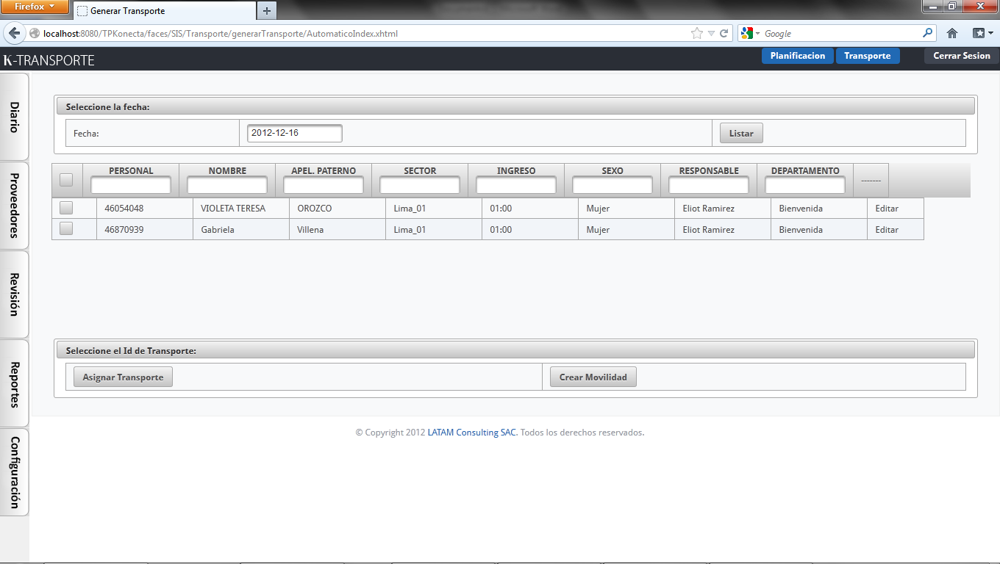 Firefox
Generar Transporte
localhost:8080/TPKonecta/faces/SIS/Transporte/generarTransporte/AutomaticoIndex.xhtml
Google
K-TRANSPORTE
Planificacion Transporte Cerrar Sesion
Diario
Proveedores
Revisión
Reportes
Configuración
Seleccione la fecha:
Fecha: 2012-12-16 Listar
PERSONAL NOMBRE APEL. PATERNO SECTOR INGRESO SEXO RESPONSABLE DEPARTAMENTO -------
46054048 VIOLETA TERESA OROZCO Lima_01 01:00 Mujer Eliot Ramirez Bienvenida Editar
46870939 Gabriela Villena Lima_01 01:00 Mujer Eliot Ramirez Bienvenida Editar
Seleccione el Id de Transporte:
Asignar Transporte Crear Movilidad
© Copyright 2012 LATAM Consulting SAC. Todos los derechos reservados.